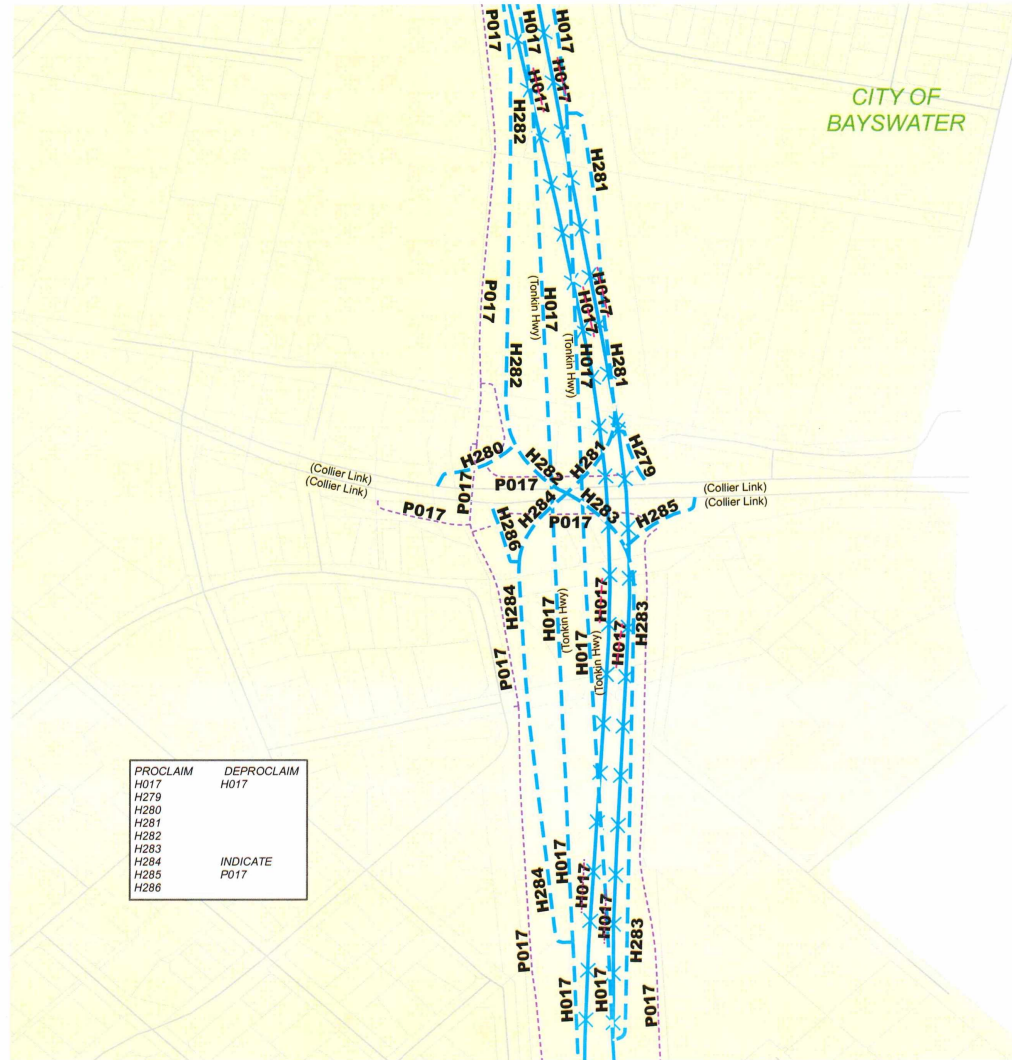 P017
H017
H017
H017
H017
H282
CITY OF
BAYSWATER
H281
P017
H017
(Tonkin Hwy)
H017
H017
(Tonkin Hwy)
H017
H282
H281
H280
H282
H281
H279
(Collier Link)
(Collier Link)
P017
P017
P017
H284
H283
P017
H286
H285
(Collier Link)
(Collier Link)
H284
H017
(Tonkin Hwy)
H017
H017
H283
P017
H017
(Tonkin Hwy)
PROCLAIM DEPROCLAIM
H017 H017
H279
H280
H281
H282
H283
H284 INDICATE
H285 P017
H286
H284
H017
H017
H017
P017
H283
H017
H017
P017